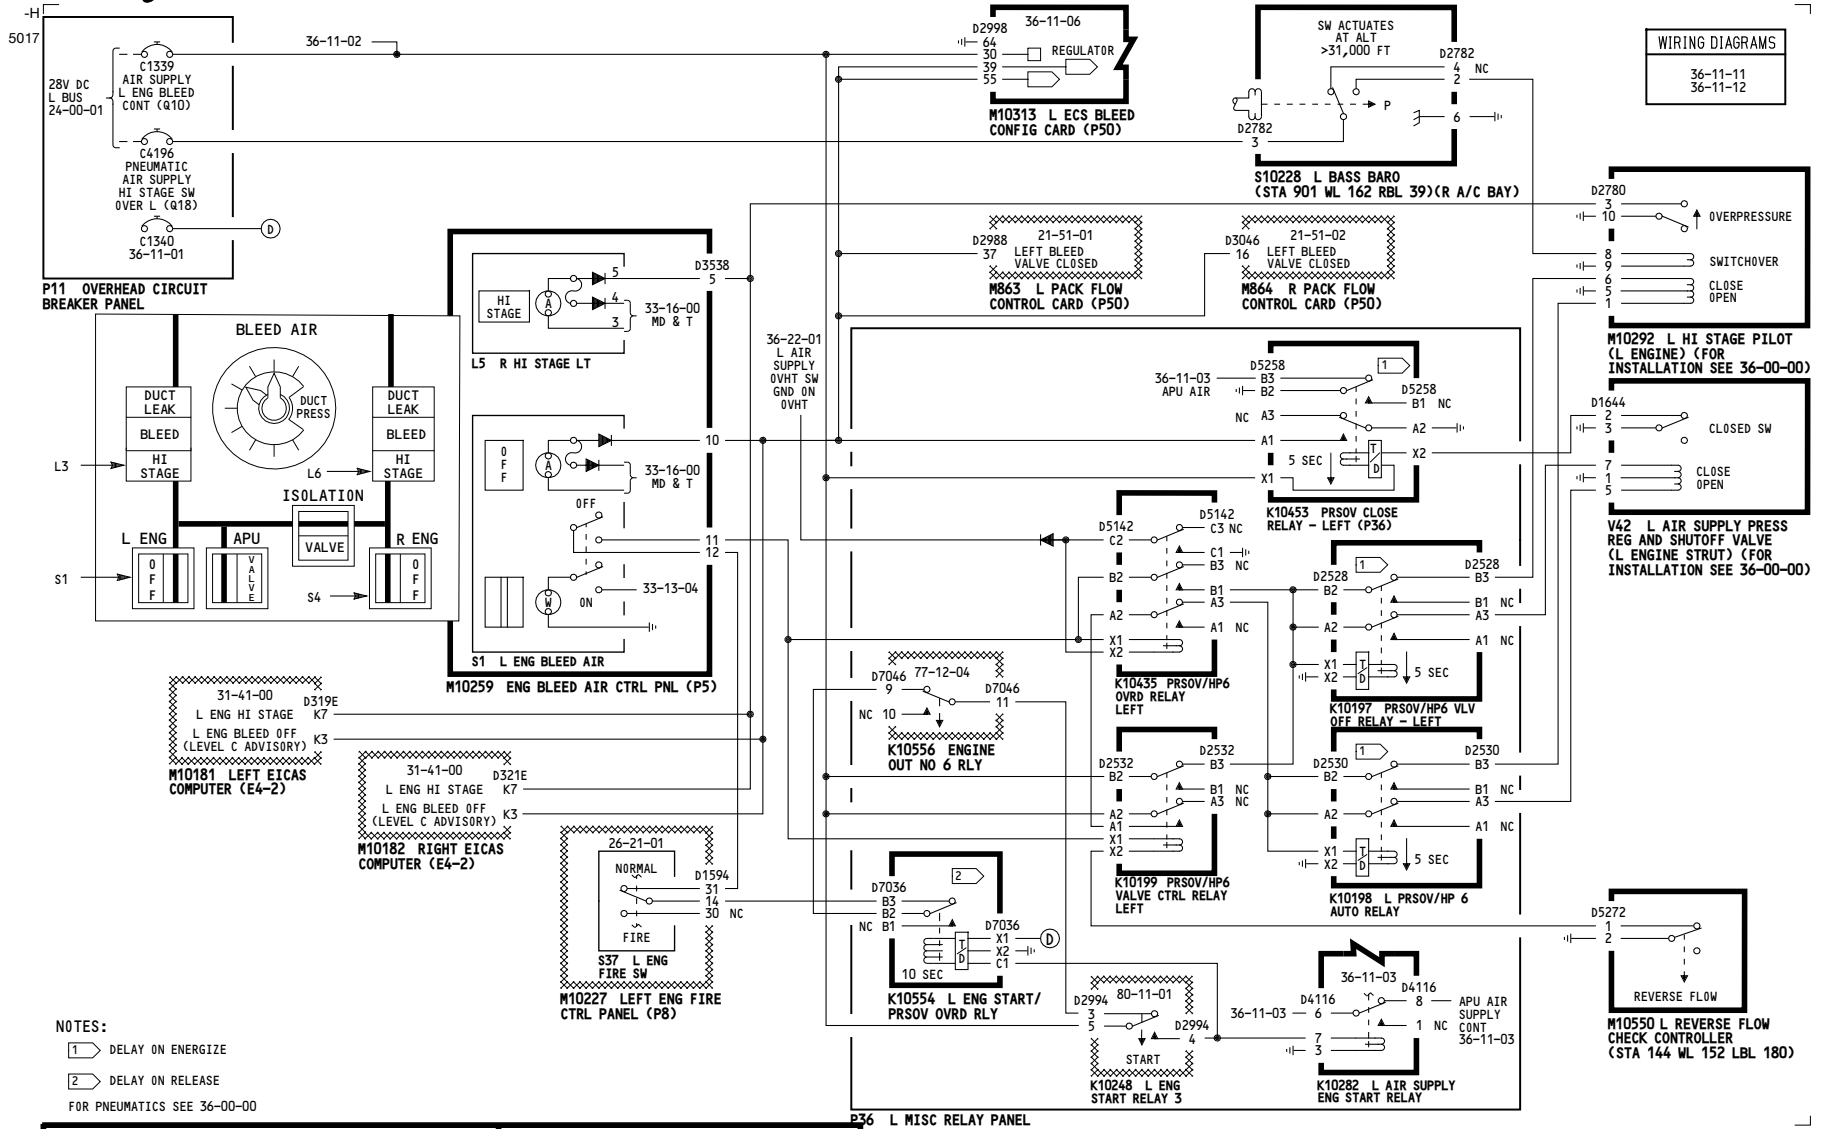 -H
5017
36-11-02
C1339
AIR SUPPLY
L ENG BLEED
CONT (Q10)
28V DC
L BUS
24-00-01
C4196
PNEUMATIC
AIR SUPPLY
HI STAGE SW
OVER L (Q18)
C1340
36-11-01
D
P11 OVERHEAD CIRCUIT
BREAKER PANEL
D2998
36-11-06
64
30
39
55
REGULATOR
M10313 L ECS BLEED
CONFIG CARD (P50)
SW ACTUATES
AT ALT
>31,000 FT
D2782
4 NC
2
P
6
D2782
3
S10228 L BASS BARO
(STA 901 WL 162 RBL 39)(R A/C BAY)
WIRING DIAGRAMS
36-11-11
36-11-12
D2780
3
10
OVERPRESSURE
8
9
SWITCHOVER
6
5
1
CLOSE
OPEN
M10292 L HI STAGE PILOT
(L ENGINE) (FOR
INSTALLATION SEE 36-00-00)
D2988
37
21-51-01
LEFT BLEED
VALVE CLOSED
M863 L PACK FLOW
CONTROL CARD (P50)
D3046
16
21-51-02
LEFT BLEED
VALVE CLOSED
M864 R PACK FLOW
CONTROL CARD (P50)
BLEED AIR
DUCT
PRESS
DUCT
LEAK
BLEED
HI
STAGE
DUCT
LEAK
BLEED
HI
STAGE
L3
L6
ISOLATION
VALVE
L ENG
APU
R ENG
OFF
VALVE
OFF
S1
S4
HI
STAGE
A
5
4
3
D3538
5
33-16-00
MD & T
L5 R HI STAGE LT
OFF
A
10
33-16-00
MD & T
OFF
11
12
W
ON
33-13-04
S1 L ENG BLEED AIR
M10259 ENG BLEED AIR CTRL PNL (P5)
36-22-01
L AIR
SUPPLY
OVHT SW
GND ON
OVHT
D5258
36-11-03
APU AIR
B3
B2
1
D5258
B1 NC
NC A3
A2
A1
T/D
X2
5 SEC
X1
K10453 PRSOV CLOSE
RELAY - LEFT (P36)
D1644
2
3
CLOSED SW
7
1
5
CLOSE
OPEN
V42 L AIR SUPPLY PRESS
REG AND SHUTOFF VALVE
(L ENGINE STRUT) (FOR
INSTALLATION SEE 36-00-00)
D5142
C2
D5142
C3 NC
C1
B3 NC
B2
B1
A3
A2
A1 NC
X1
X2
K10435 PRSOV/HP6
OVRD RELAY
LEFT
1
D2528
B2
D2528
B3
B1 NC
A3
A2
A1 NC
X1
X2
T/D
5 SEC
K10197 PRSOV/HP6 VLV
OFF RELAY - LEFT
31-41-00
D319E
L ENG HI STAGE
K7
L ENG BLEED OFF
(LEVEL C ADVISORY)
K3
M10181 LEFT EICAS
COMPUTER (E4-2)
31-41-00
D321E
L ENG HI STAGE
K7
L ENG BLEED OFF
(LEVEL C ADVISORY)
K3
M10182 RIGHT EICAS
COMPUTER (E4-2)
D7046
9
77-12-04
D7046
11
NC 10
K10556 ENGINE
OUT NO 6 RLY
D2532
B2
D2532
B3
B1 NC
A3 NC
A2
A1
X1
X2
K10199 PRSOV/HP6
VALVE CTRL RELAY
LEFT
1
D2530
B2
D2530
B3
B1 NC
A3
A2
A1 NC
X1
X2
T/D
5 SEC
K10198 L PRSOV/HP 6
AUTO RELAY
26-21-01
NORMAL
D1594
31
14
30 NC
FIRE
S37 L ENG
FIRE SW
M10227 LEFT ENG FIRE
CTRL PANEL (P8)
2
D7036
B3
B2
NC B1
D7036
T/D
X1
X2
C1
D
10 SEC
K10554 L ENG START/
PRSOV OVRD RLY
D2994
3
5
80-11-01
D2994
4
START
K10248 L ENG
START RELAY 3
36-11-03
D4116
D4116
36-11-03
6
8
APU AIR
SUPPLY
CONT
36-11-03
1 NC
7
3
K10282 L AIR SUPPLY
ENG START RELAY
D5272
1
2
REVERSE FLOW
M10550 L REVERSE FLOW
CHECK CONTROLLER
(STA 144 WL 152 LBL 180)
P36 L MISC RELAY PANEL
NOTES:
1 DELAY ON ENERGIZE
2 DELAY ON RELEASE
FOR PNEUMATICS SEE 36-00-00